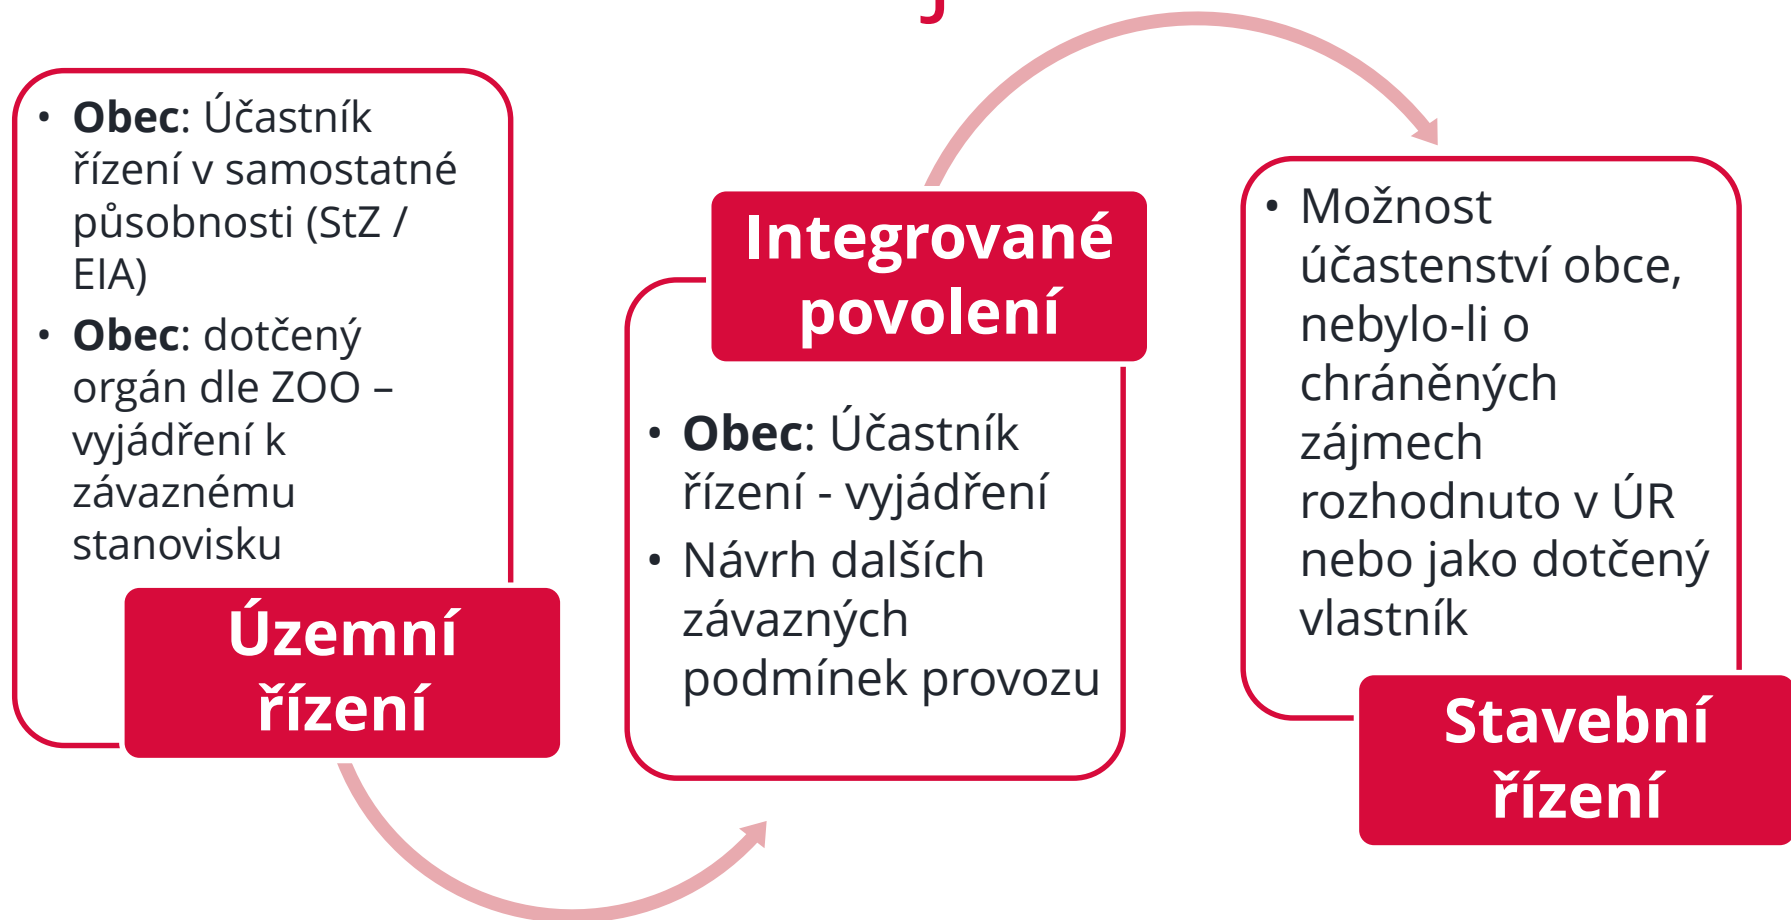 • Obec: Účastník
řízení v samostatné
působnosti (StZ /
EIA)
• Obec: dotčený
orgán dle ZOO –
vyjádření k
závaznému
stanovisku
Územní
řízení
Integrované
povolení
• Obec: Účastník
řízení - vyjádření
• Návrh dalších
závazných
podmínek provozu
• Možnost
účastenství obce,
nebylo-li o
chráněných
zájmech
rozhodnuto v ÚR
nebo jako dotčený
vlastník
Stavební
řízení